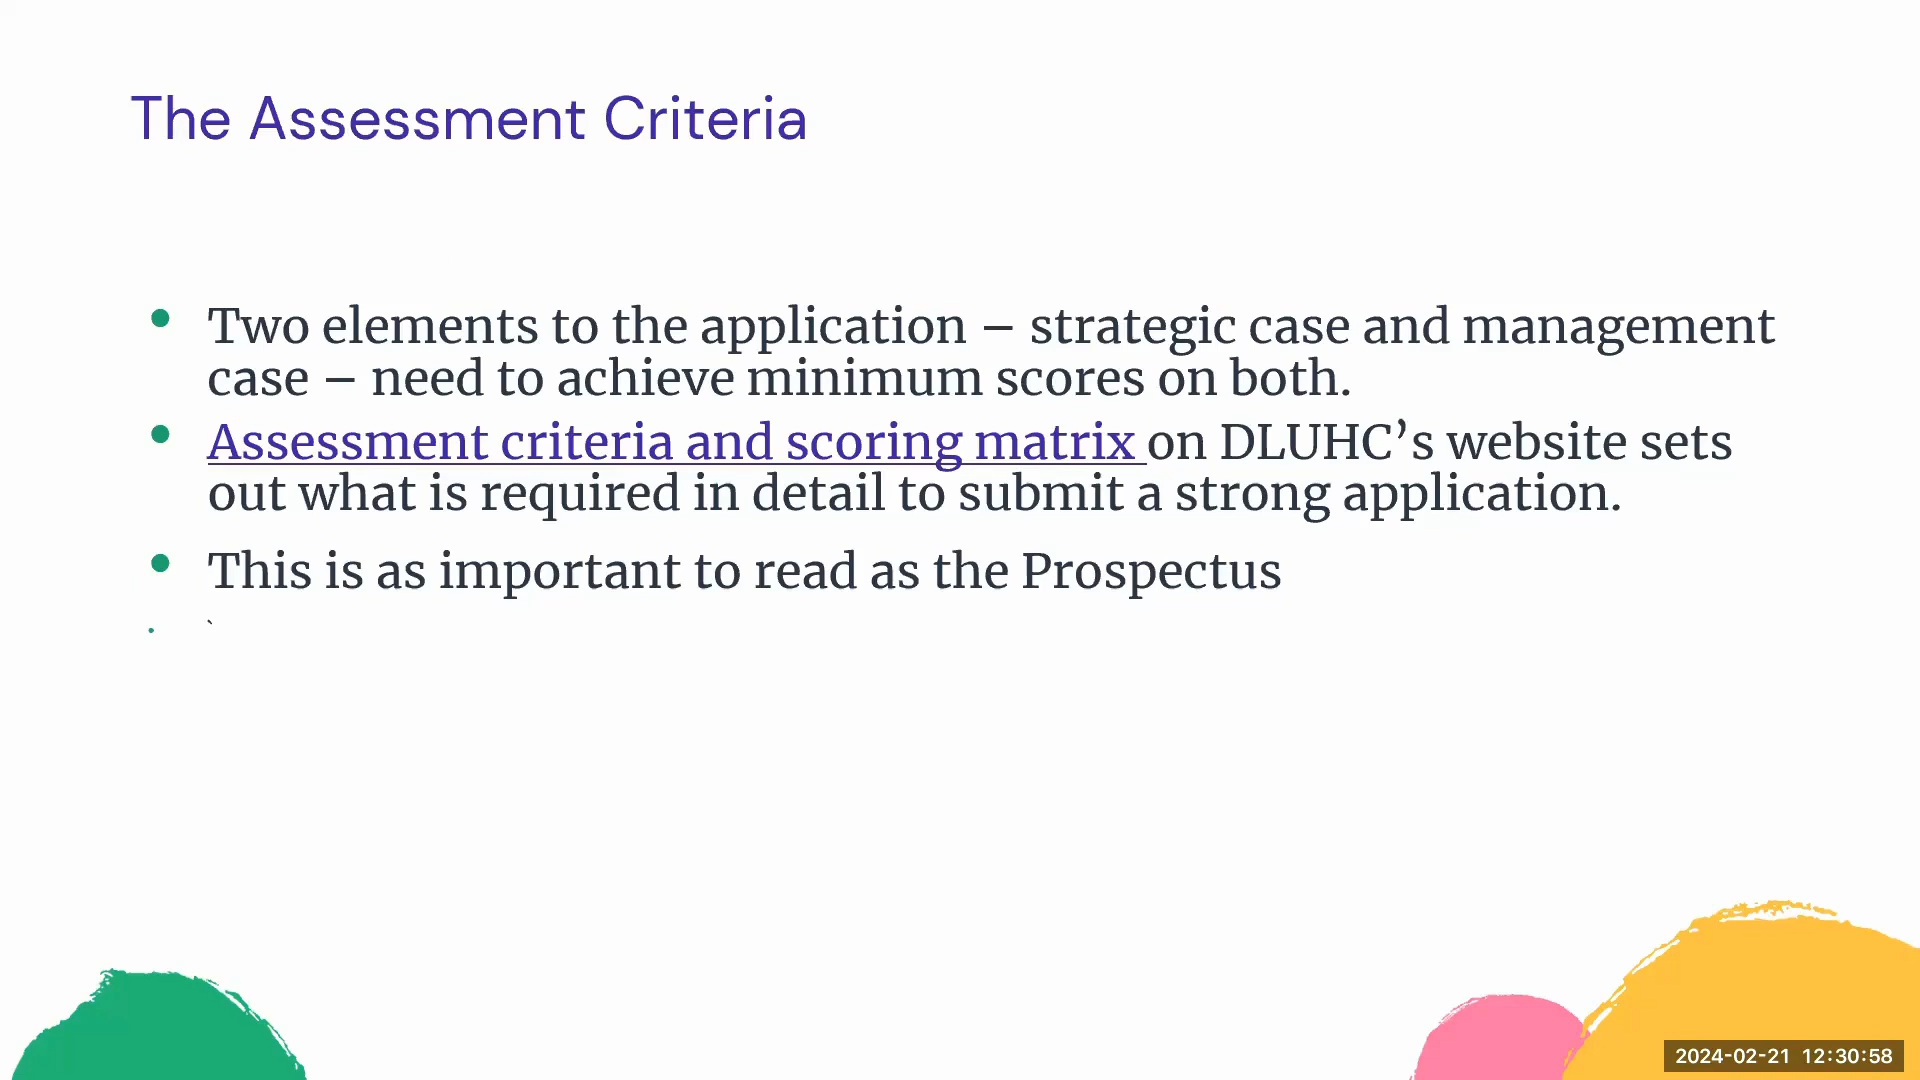 The Assessment Criteria
• Two elements to the application – strategic case and management
case – need to achieve minimum scores on both.
• Assessment criteria and scoring matrix on DLUHC’s website sets
out what is required in detail to submit a strong application.
• This is as important to read as the Prospectus
• `
2024-02-21 12:30:58